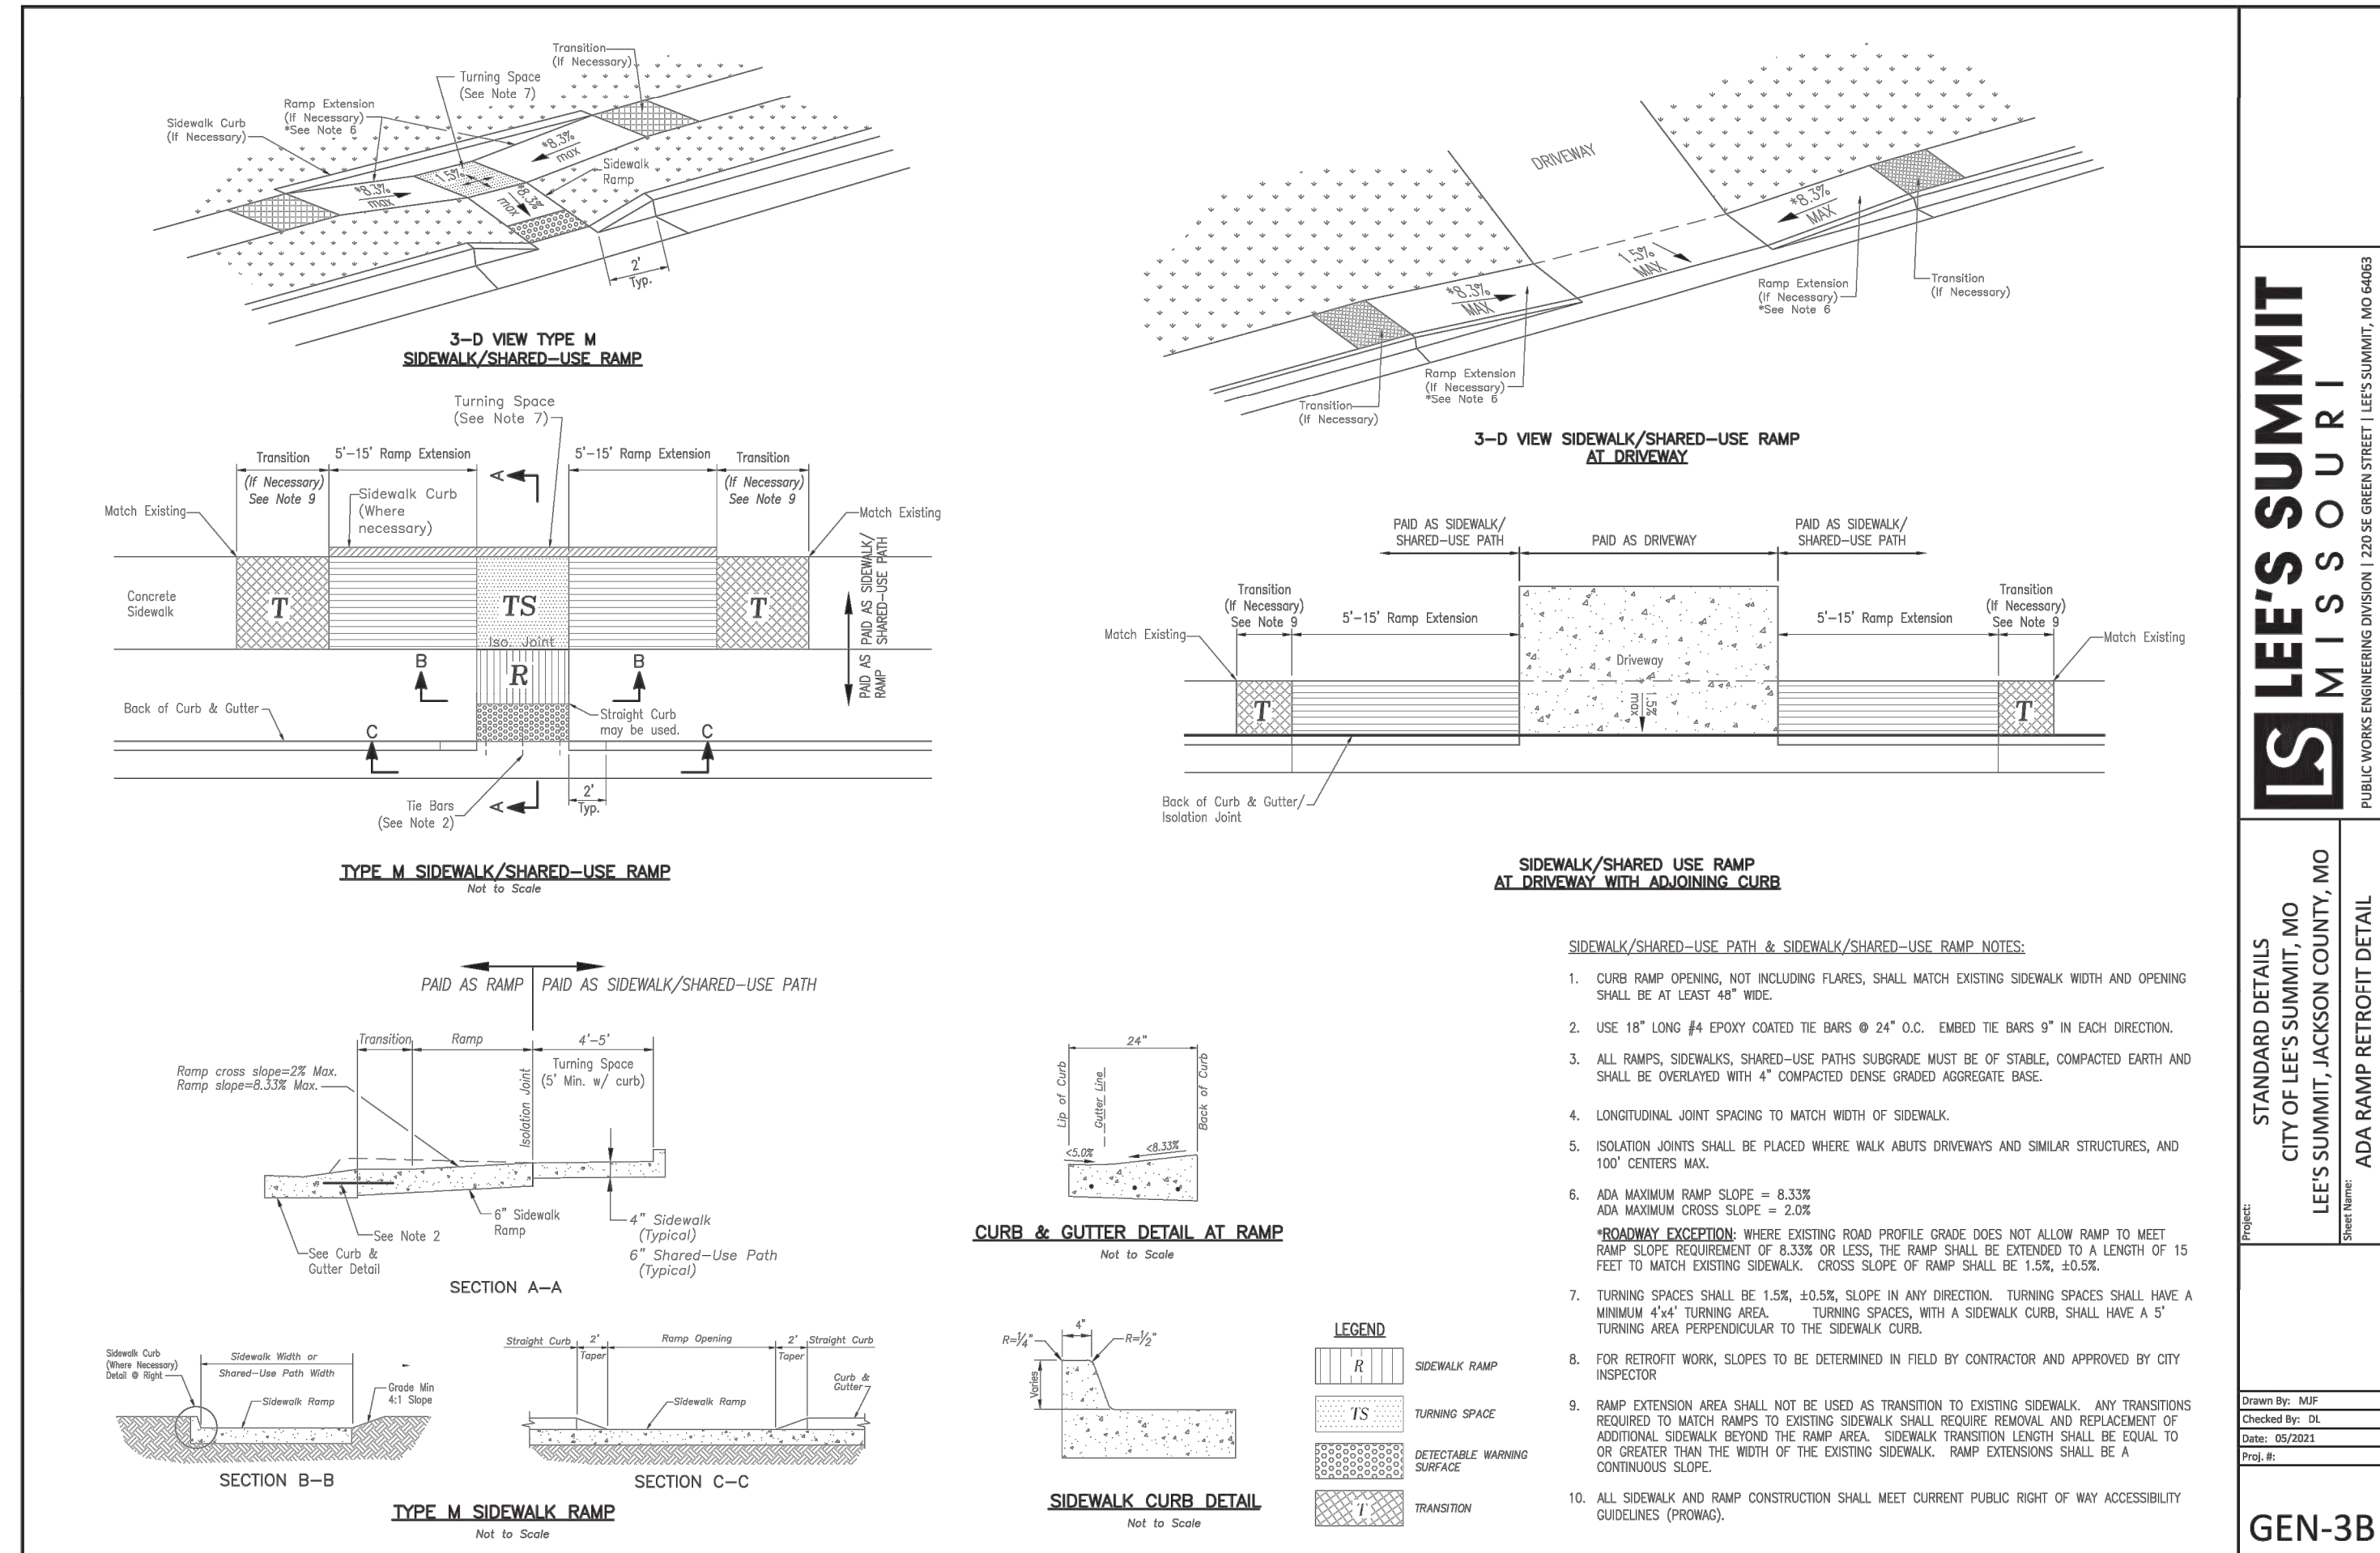 Transition
(If Necessary)
Turning Space
(See Note 7)
Ramp Extension
(If Necessary)
*See Note 6
Sidewalk Curb
(If Necessary)
*8.3%
max
1.5%
*8.3%
max
*8.3%
max
Sidewalk
Ramp
2'
Typ.
3-D VIEW TYPE M
SIDEWALK/SHARED-USE RAMP
DRIVEWAY
*8.3%
MAX
1.5%
MAX
*8.3%
MAX
Transition
(If Necessary)
Ramp Extension
(If Necessary)
*See Note 6
Ramp Extension
(If Necessary)
*See Note 6
Transition
(If Necessary)
3-D VIEW SIDEWALK/SHARED-USE RAMP
AT DRIVEWAY
Turning Space
(See Note 7)
Transition
(If Necessary)
See Note 9
5'-15' Ramp Extension
A
5'-15' Ramp Extension
Transition
(If Necessary)
See Note 9
Sidewalk Curb
(Where
necessary)
Match Existing
Match Existing
Concrete
Sidewalk
T
TS
T
Iso. Joint
PAID AS SIDEWALK/
SHARED-USE PATH
PAID AS
RAMP
B
R
B
Back of Curb & Gutter
Straight Curb
may be used.
C
C
Tie Bars
(See Note 2)
A
2'
Typ.
TYPE M SIDEWALK/SHARED-USE RAMP
Not to Scale
PAID AS SIDEWALK/
SHARED-USE PATH
PAID AS DRIVEWAY
PAID AS SIDEWALK/
SHARED-USE PATH
Transition
(If Necessary)
See Note 9
5'-15' Ramp Extension
5'-15' Ramp Extension
Transition
(If Necessary)
See Note 9
Match Existing
Match Existing
Driveway
T
1.5%
max
T
Back of Curb & Gutter/
Isolation Joint
SIDEWALK/SHARED USE RAMP
AT DRIVEWAY WITH ADJOINING CURB
PAID AS RAMP
PAID AS SIDEWALK/SHARED-USE PATH
Transition
Ramp
4'-5'
Turning Space
(5' Min. w/ curb)
Ramp cross slope=2% Max.
Ramp slope=8.33% Max.
Isolation Joint
6" Sidewalk
Ramp
See Note 2
See Curb &
Gutter Detail
4" Sidewalk
(Typical)
6" Shared-Use Path
(Typical)
SECTION A-A
24"
Lip of Curb
Gutter Line
Back of Curb
<5.0%
<8.33%
CURB & GUTTER DETAIL AT RAMP
Not to Scale
Sidewalk Curb
(Where Necessary)
Detail @ Right
Sidewalk Width or
Shared-Use Path Width
Sidewalk Ramp
Grade Min
4:1 Slope
SECTION B-B
Straight Curb
2'
Taper
Ramp Opening
2'
Taper
Straight Curb
Curb &
Gutter
Sidewalk Ramp
SECTION C-C
TYPE M SIDEWALK RAMP
Not to Scale
4"
R=1/4"
R=1/2"
Varies
SIDEWALK CURB DETAIL
Not to Scale
LEGEND
R SIDEWALK RAMP
TS TURNING SPACE
DETECTABLE WARNING
SURFACE
T TRANSITION
SIDEWALK/SHARED-USE PATH & SIDEWALK/SHARED-USE RAMP NOTES:
1. CURB RAMP OPENING, NOT INCLUDING FLARES, SHALL MATCH EXISTING SIDEWALK WIDTH AND OPENING
SHALL BE AT LEAST 48" WIDE.
2. USE 18" LONG #4 EPOXY COATED TIE BARS @ 24" O.C. EMBED TIE BARS 9" IN EACH DIRECTION.
3. ALL RAMPS, SIDEWALKS, SHARED-USE PATHS SUBGRADE MUST BE OF STABLE, COMPACTED EARTH AND
SHALL BE OVERLAYED WITH 4" COMPACTED DENSE GRADED AGGREGATE BASE.
4. LONGITUDINAL JOINT SPACING TO MATCH WIDTH OF SIDEWALK.
5. ISOLATION JOINTS SHALL BE PLACED WHERE WALK ABUTS DRIVEWAYS AND SIMILAR STRUCTURES, AND
100' CENTERS MAX.
6. ADA MAXIMUM RAMP SLOPE = 8.33%
ADA MAXIMUM CROSS SLOPE = 2.0%
*ROADWAY EXCEPTION: WHERE EXISTING ROAD PROFILE GRADE DOES NOT ALLOW RAMP TO MEET
RAMP SLOPE REQUIREMENT OF 8.33% OR LESS, THE RAMP SHALL BE EXTENDED TO A LENGTH OF 15
FEET TO MATCH EXISTING SIDEWALK. CROSS SLOPE OF RAMP SHALL BE 1.5%, ±0.5%.
7. TURNING SPACES SHALL BE 1.5%, ±0.5%, SLOPE IN ANY DIRECTION. TURNING SPACES SHALL HAVE A
MINIMUM 4'x4' TURNING AREA. TURNING SPACES, WITH A SIDEWALK CURB, SHALL HAVE A 5'
TURNING AREA PERPENDICULAR TO THE SIDEWALK CURB.
8. FOR RETROFIT WORK, SLOPES TO BE DETERMINED IN FIELD BY CONTRACTOR AND APPROVED BY CITY
INSPECTOR
9. RAMP EXTENSION AREA SHALL NOT BE USED AS TRANSITION TO EXISTING SIDEWALK. ANY TRANSITIONS
REQUIRED TO MATCH RAMPS TO EXISTING SIDEWALK SHALL REQUIRE REMOVAL AND REPLACEMENT OF
ADDITIONAL SIDEWALK BEYOND THE RAMP AREA. SIDEWALK TRANSITION LENGTH SHALL BE EQUAL TO
OR GREATER THAN THE WIDTH OF THE EXISTING SIDEWALK. RAMP EXTENSIONS SHALL BE A
CONTINUOUS SLOPE.
10. ALL SIDEWALK AND RAMP CONSTRUCTION SHALL MEET CURRENT PUBLIC RIGHT OF WAY ACCESSIBILITY
GUIDELINES (PROWAG).
LS LEE'S SUMMIT
MISSOURI
PUBLIC WORKS ENGINEERING DIVISION | 220 SE GREEN STREET | LEE'S SUMMIT, MO 64063
Project:
STANDARD DETAILS
CITY OF LEE'S SUMMIT, MO
LEE'S SUMMIT, JACKSON COUNTY, MO
Sheet Name:
ADA RAMP RETROFIT DETAIL
Drawn By: MJF
Checked By: DL
Date: 05/2021
Proj. #:
GEN-3B